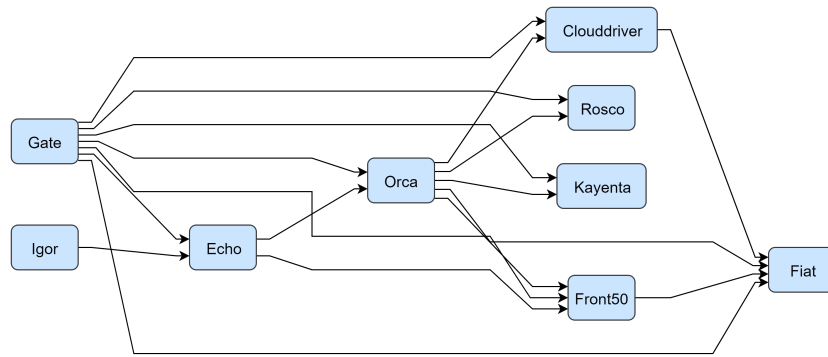 Clouddriver
Rosco
Gate
Orca
Kayenta
Igor
Echo
Fiat
Front50